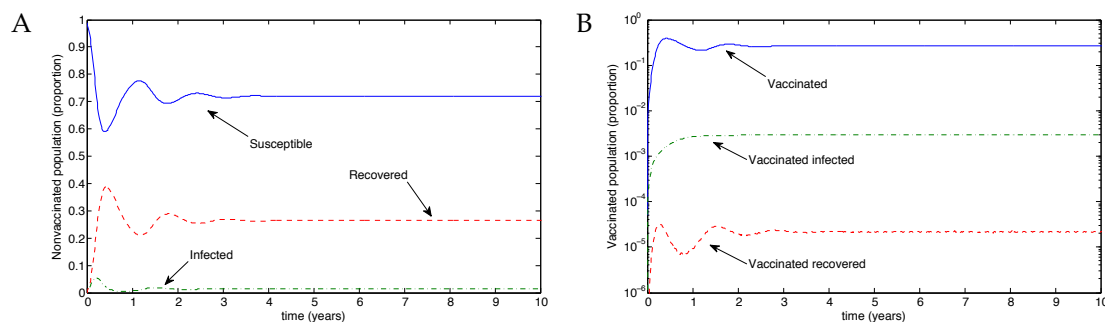 A
Nonvaccinated population (proportion)
1
0.9
0.8
0.7
0.6
0.5
0.4
0.3
0.2
0.1
0
Susceptible
Recovered
Infected
0 1 2 3 4 5 6 7 8 9 10
time (years)
B
Vaccinated population (proportion)
10^0
10^-1
10^-2
10^-3
10^-4
10^-5
10^-6
Vaccinated
Vaccinated infected
Vaccinated recovered
0 1 2 3 4 5 6 7 8 9 10
time (years)